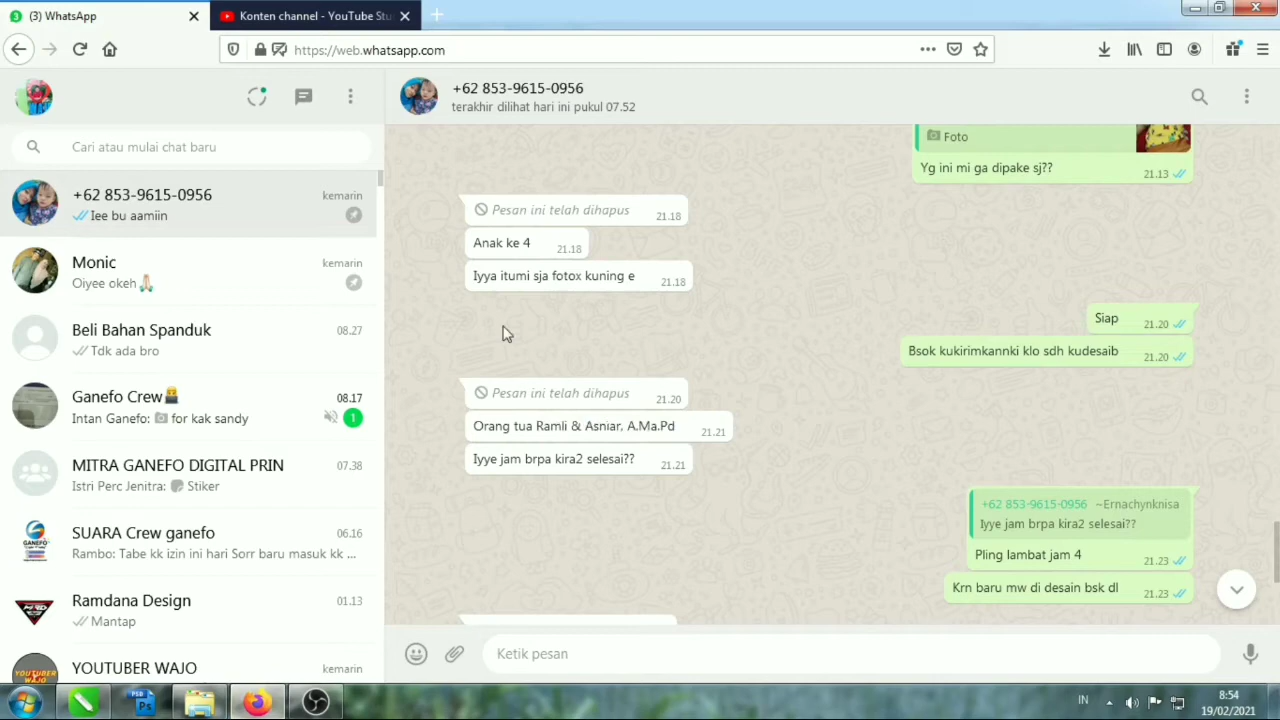 3
(3) WhatsApp
Konten channel - YouTube Stu
https://web.whatsapp.com
+62 853-9615-0956
terakhir dilihat hari ini pukul 07.52
Cari atau mulai chat baru
+62 853-9615-0956
kemarin
Iee bu aamiin
Monic
kemarin
Oiyee okeh🙏🏻
Beli Bahan Spanduk
08.27
Tdk ada bro
Ganefo Crew👨‍💻
08.17
Intan Ganefo: 📷 for kak sandy
1
MITRA GANEFO DIGITAL PRIN
07.38
Istri Perc Jenitra: Stiker
SUARA Crew ganefo
06.16
Rambo: Tabe kk izin ini hari Sorr baru masuk kk ...
Ramdana Design
01.13
Mantap
YOUTUBER WAJO
kemarin
Foto
Yg ini mi ga dipake sj??
21.13
Pesan ini telah dihapus
21.18
Anak ke 4
21.18
Iyya itumi sja fotox kuning e
21.18
Siap
21.20
Bsok kukirimkannki klo sdh kudesaib
21.20
Pesan ini telah dihapus
21.20
Orang tua Ramli & Asniar, A.Ma.Pd
21.21
Iyye jam brpa kira2 selesai??
21.21
+62 853-9615-0956 ~Ernachynknisa
Iyye jam brpa kira2 selesai??
Pling lambat jam 4
21.23
Krn baru mw di desain bsk dl
21.23
Ketik pesan
Ps
IN
8:54
19/02/2021